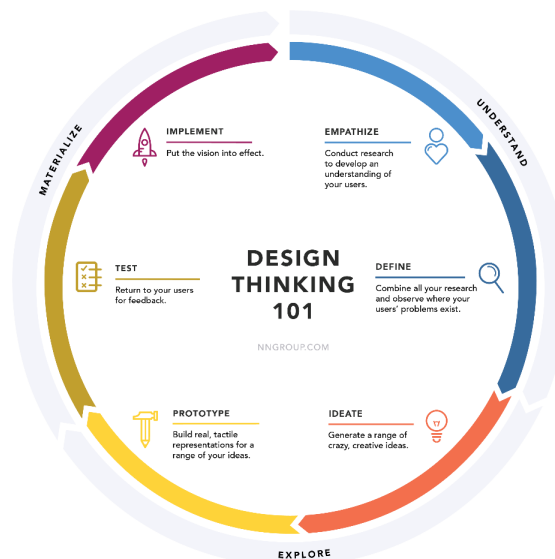 DESIGN
THINKING
101
NNGROUP.COM
UNDERSTAND
EMPATHIZE
Conduct research
to develop an
understanding of
your users.
DEFINE
Combine all your research
and observe where your
users' problems exist.
EXPLORE
IDEATE
Generate a range of
crazy, creative ideas.
PROTOTYPE
Build real, tactile
representations for a
range of your ideas.
MATERIALIZE
TEST
Return to your users
for feedback.
IMPLEMENT
Put the vision into effect.